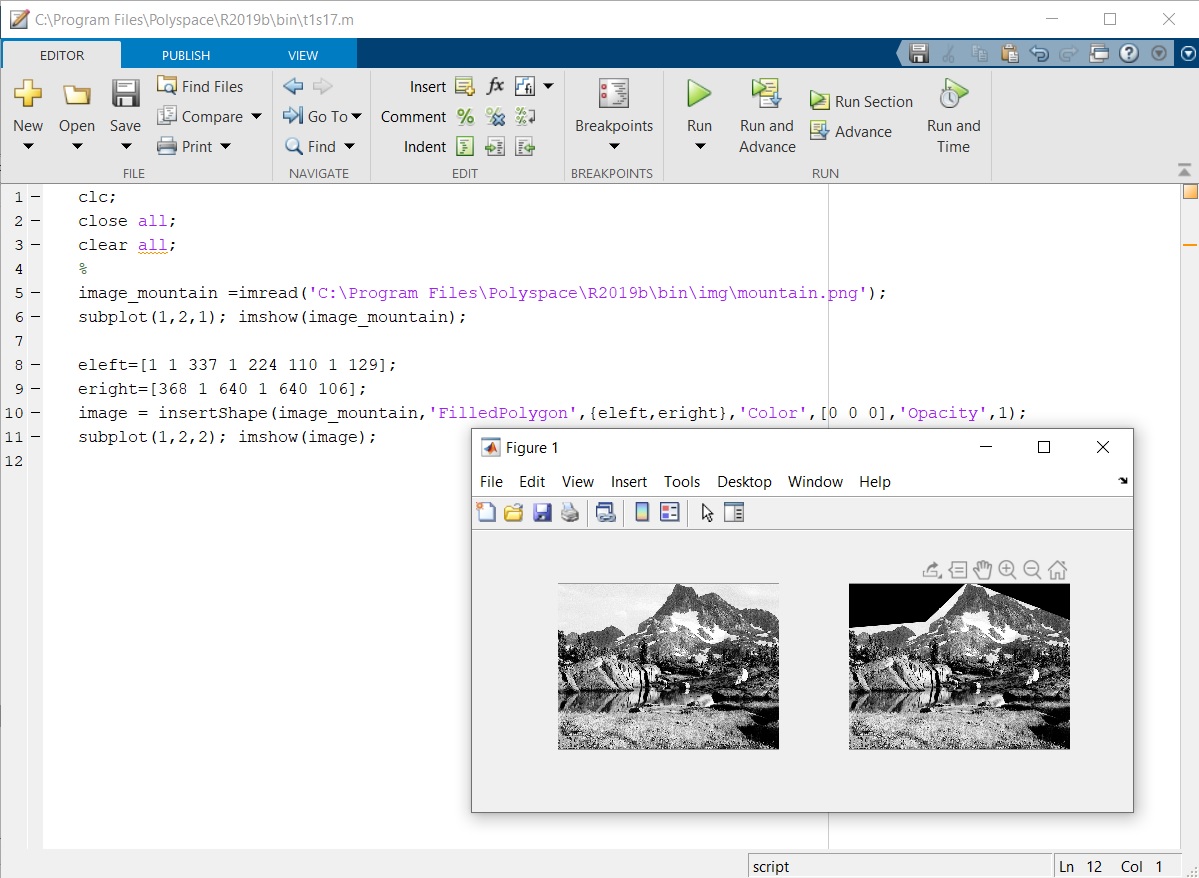 C:\Program Files\Polyspace\R2019b\bin\t1s17.m
EDITOR PUBLISH VIEW
New Open Save
Find Files
Compare
Print
FILE
Go To
Find
NAVIGATE
Insert fx
Comment
Indent
EDIT
Breakpoints
BREAKPOINTS
Run
Run and Advance
Run Section
Advance
Run and Time
RUN
1 clc;
2 close all;
3 clear all;
4 %
5 image_mountain =imread('C:\Program Files\Polyspace\R2019b\bin\img\mountain.png');
6 subplot(1,2,1); imshow(image_mountain);
7
8 eleft=[1 1 337 1 224 110 1 129];
9 eright=[368 1 640 1 640 106];
10 image = insertShape(image_mountain,'FilledPolygon',{eleft,eright},'Color',[0 0 0],'Opacity',1);
11 subplot(1,2,2); imshow(image);
12
Figure 1
File Edit View Insert Tools Desktop Window Help
script
Ln 12 Col 1